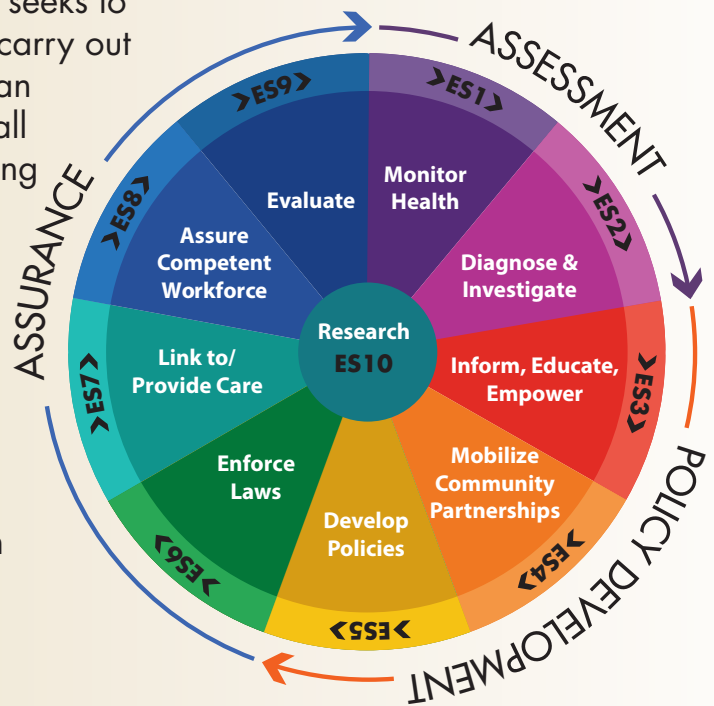 seeks to
carry out
an
all
ng
n
ASSESSMENT
POLICY DEVELOPMENT
ASSURANCE
ES1
Monitor
Health
ES2
Diagnose &
Investigate
ES3
Inform, Educate,
Empower
ES4
Mobilize
Community
Partnerships
ES5
Develop
Policies
ES6
Enforce
Laws
ES7
Link to/
Provide Care
ES8
Assure
Competent
Workforce
ES9
Evaluate
Research
ES10